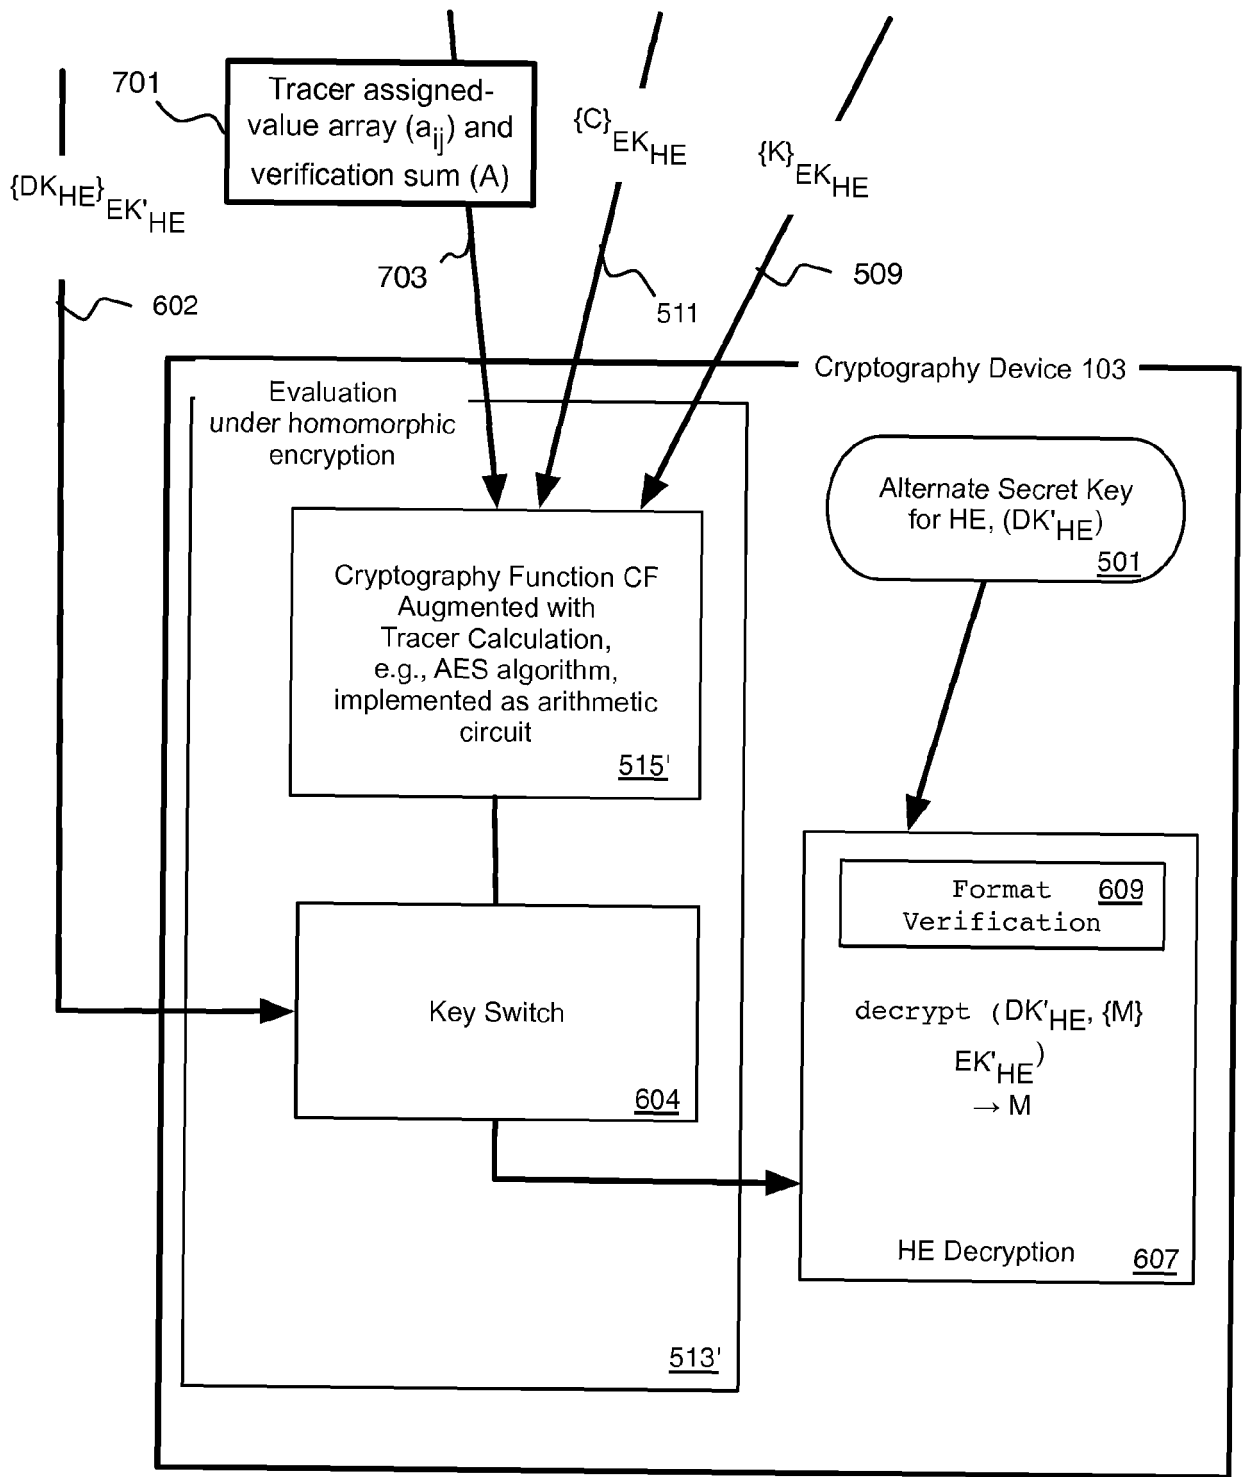 701
Tracer assigned-
value array (aij) and
verification sum (A)
{C}EKHE
{K}EKHE
{DKHE}EK'HE
703
511
509
602
Cryptography Device 103
Evaluation
under homomorphic
encryption
Alternate Secret Key
for HE, (DK'HE)
501
Cryptography Function CF
Augmented with
Tracer Calculation,
e.g., AES algorithm,
implemented as arithmetic
circuit
515'
Format 609
Verification
Key Switch
604
decrypt (DK'HE, {M}
EK'HE)
→ M
HE Decryption
607
513'